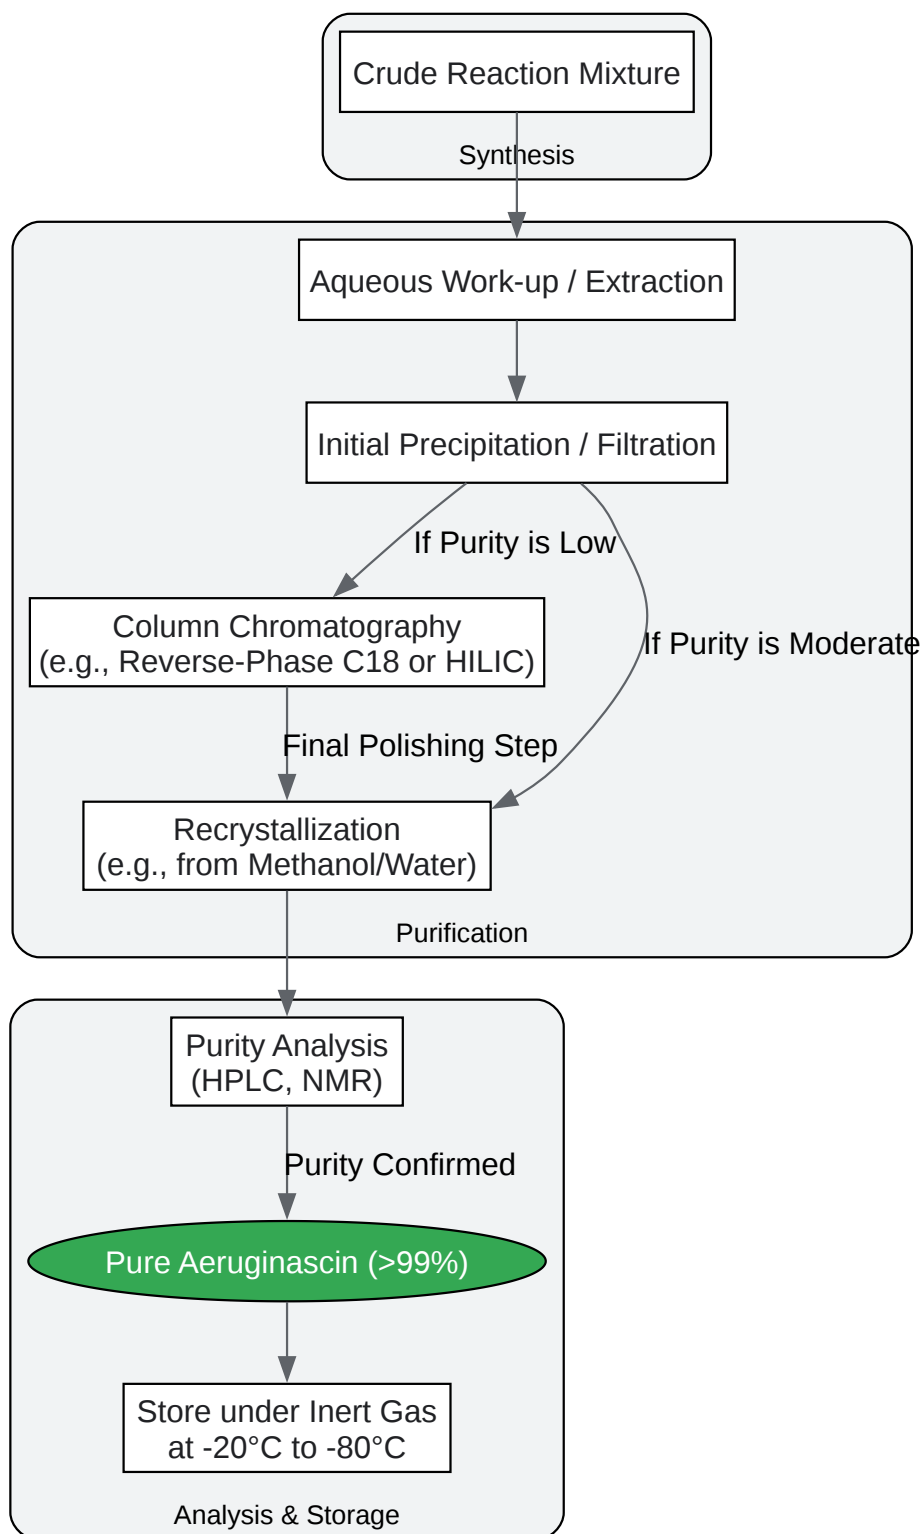 Crude Reaction Mixture
Synthesis
Aqueous Work-up / Extraction
Initial Precipitation / Filtration
If Purity is Low
Column Chromatography
(e.g., Reverse-Phase C18 or HILIC)
If Purity is Moderate
Final Polishing Step
Recrystallization
(e.g., from Methanol/Water)
Purification
Purity Analysis
(HPLC, NMR)
Purity Confirmed
Pure Aeruginascin (>99%)
Store under Inert Gas
at -20°C to -80°C
Analysis & Storage